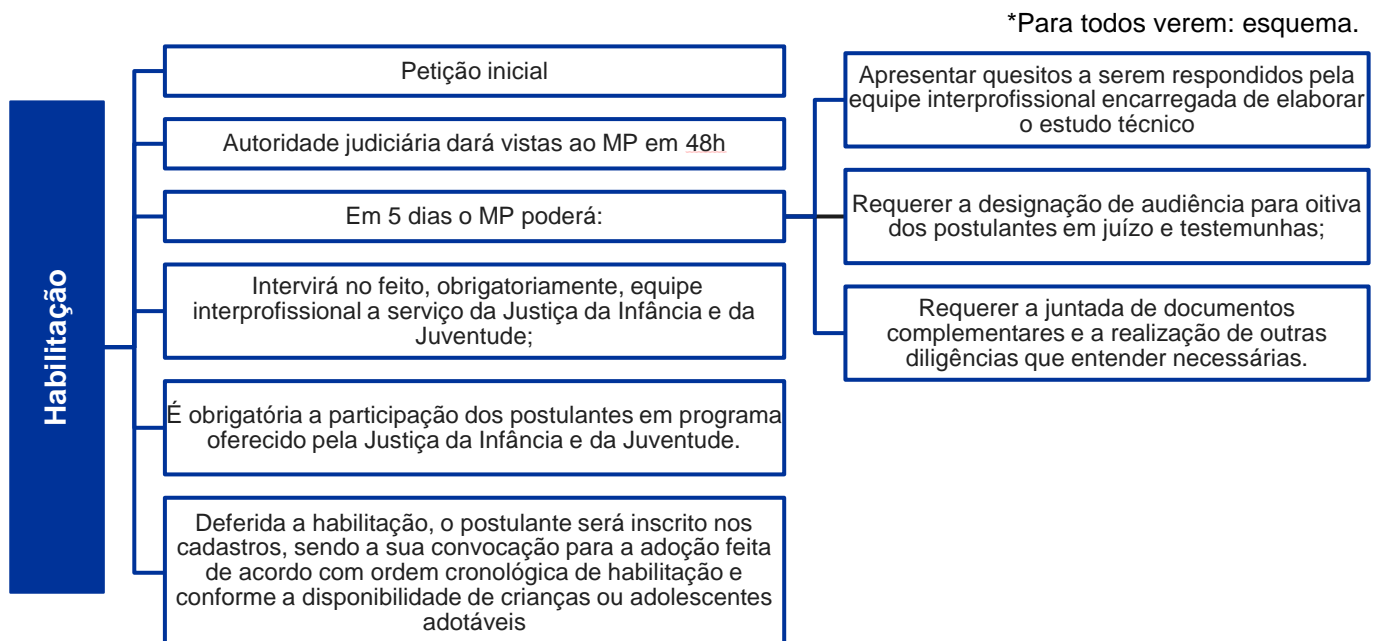 *Para todos verem: esquema.
Habilitação
Petição inicial
Autoridade judiciária dará vistas ao MP em 48h
Em 5 dias o MP poderá:
Intervirá no feito, obrigatoriamente, equipe
interprofissional a serviço da Justiça da Infância e da
Juventude;
É obrigatória a participação dos postulantes em programa
oferecido pela Justiça da Infância e da Juventude.
Deferida a habilitação, o postulante será inscrito nos
cadastros, sendo a sua convocação para a adoção feita
de acordo com ordem cronológica de habilitação e
conforme a disponibilidade de crianças ou adolescentes
adotáveis
Apresentar quesitos a serem respondidos pela
equipe interprofissional encarregada de elaborar
o estudo técnico
Requerer a designação de audiência para oitiva
dos postulantes em juízo e testemunhas;
Requerer a juntada de documentos
complementares e a realização de outras
diligências que entender necessárias.